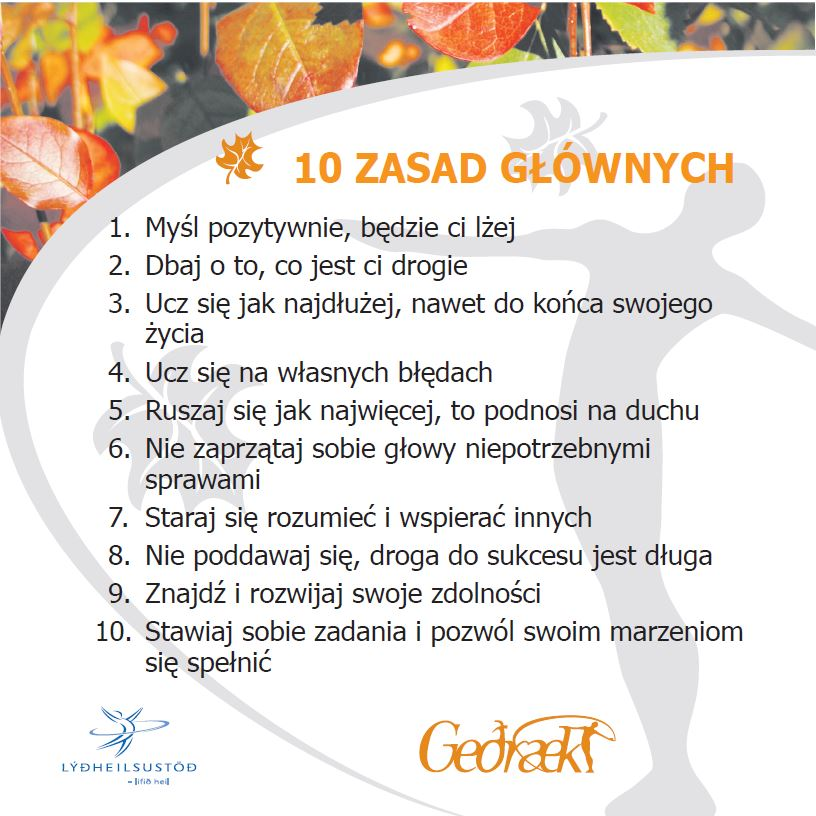 10 ZASAD GŁÓWNYCH
1. Myśl pozytywnie, będzie ci lżej
2. Dbaj o to, co jest ci drogie
3. Ucz się jak najdłużej, nawet do końca swojego
życia
4. Ucz się na własnych błędach
5. Ruszaj się jak najwięcej, to podnosi na duchu
6. Nie zaprzątaj sobie głowy niepotrzebnymi
sprawami
7. Staraj się rozumieć i wspierać innych
8. Nie poddawaj się, droga do sukcesu jest długa
9. Znajdź i rozwijaj swoje zdolności
10. Stawiaj sobie zadania i pozwól swoim marzeniom
się spełnić
LÝÐHEILSUSTÖÐ
– lifið heil
Geðrækt